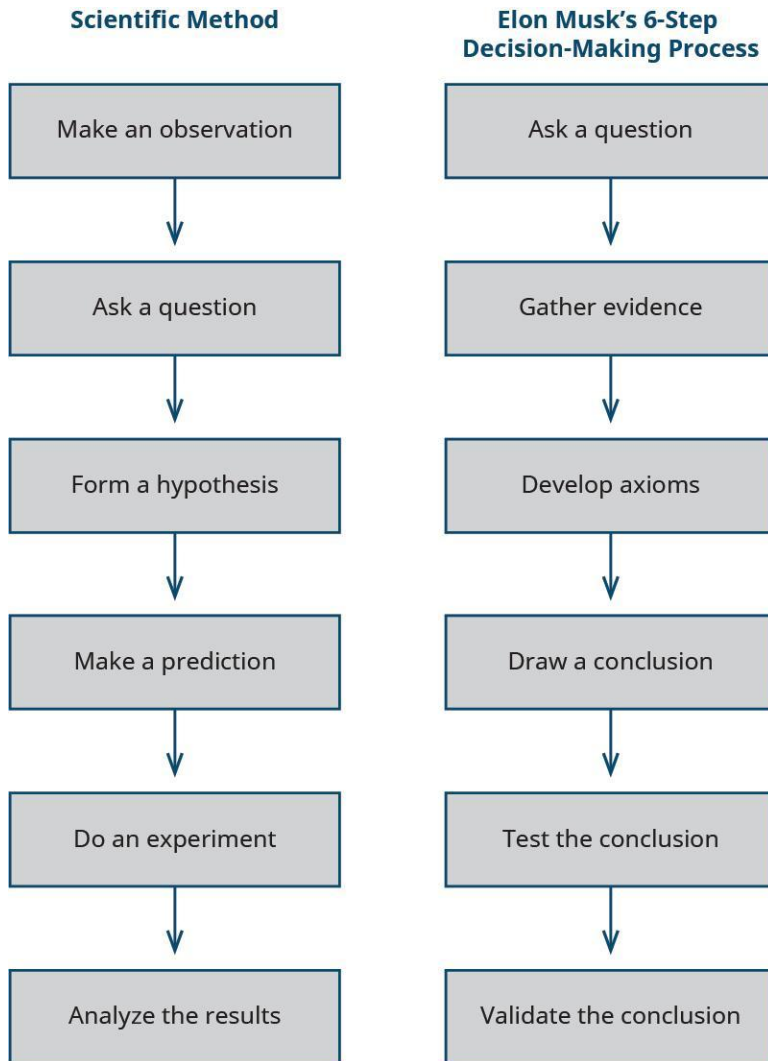 Scientific Method
Make an observation
Ask a question
Form a hypothesis
Make a prediction
Do an experiment
Analyze the results
Elon Musk’s 6-Step
Decision-Making Process
Ask a question
Gather evidence
Develop axioms
Draw a conclusion
Test the conclusion
Validate the conclusion